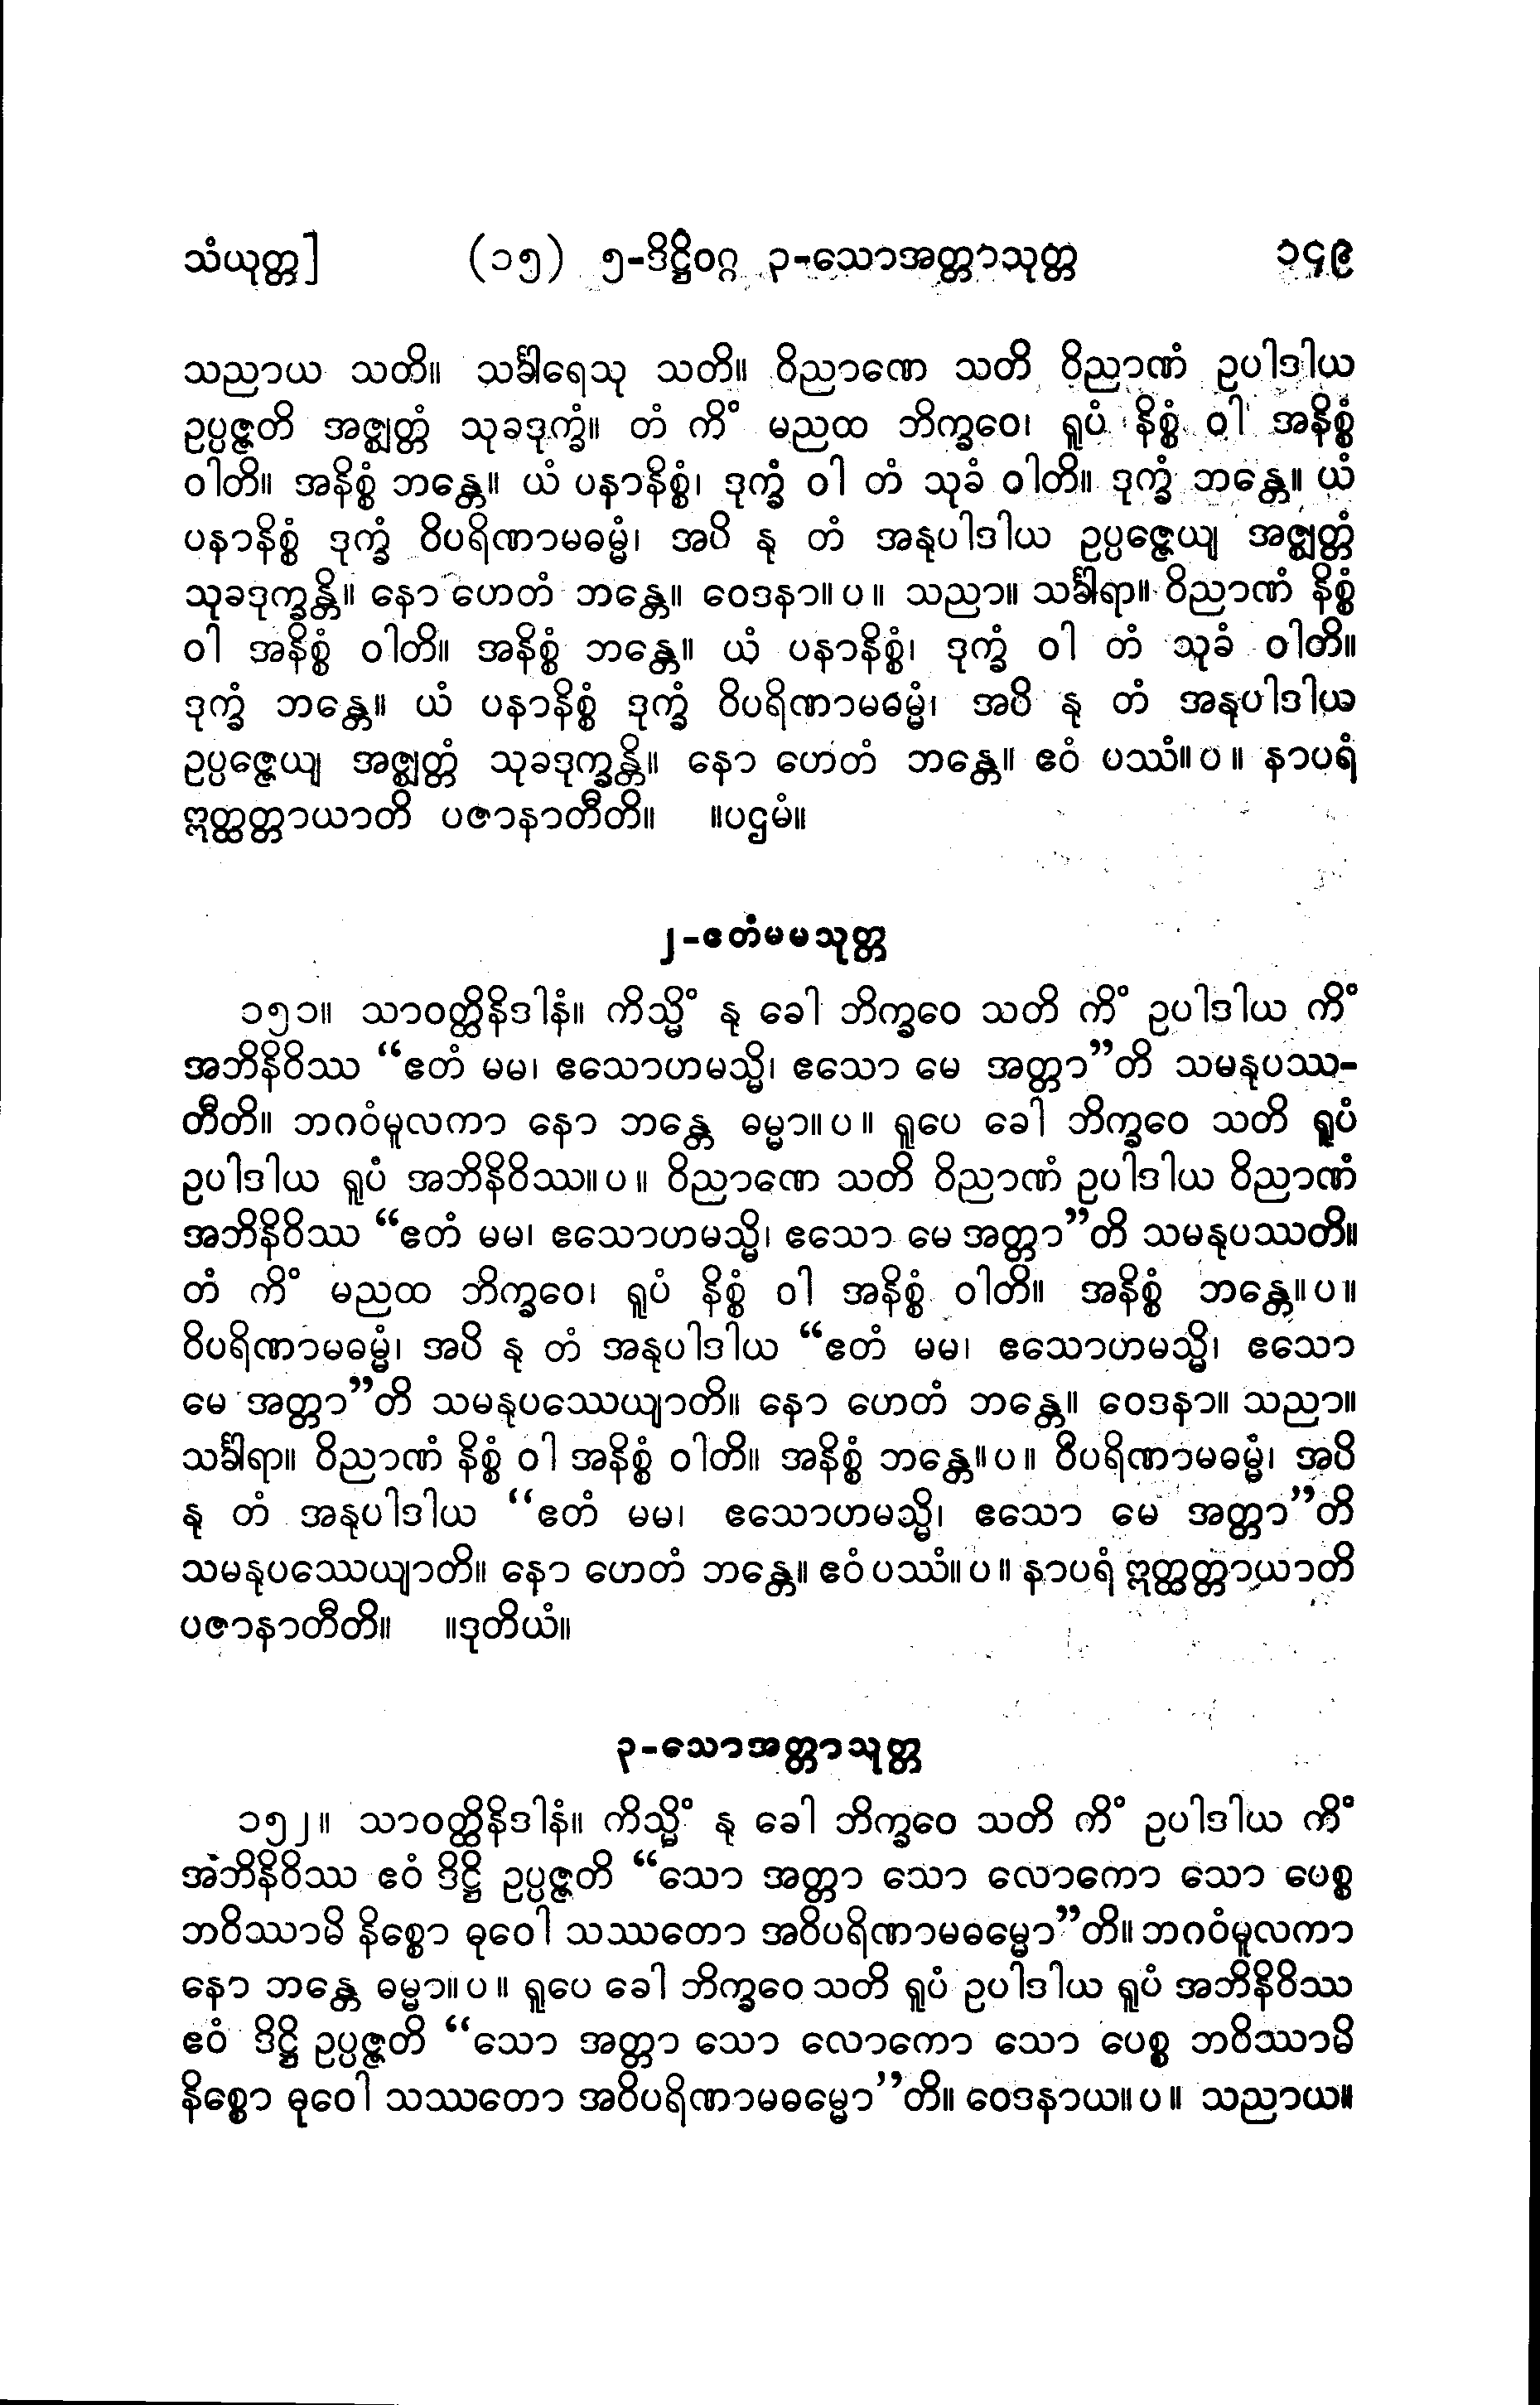 သံယုတ္တ] (၁၅) ၅-ဒိဋ္ဌိဝဂ္ဂ ၃-သောအတ္တာသုတ္တ ၁၄၉
သညာယ သတိ။ သင်္ခါရေသု သတိ။ ဝိညာဏေ သတိ ဝိညာဏံ ဥပါဒါယ
ဥပ္ပဇ္ဇတိ အဇ္ဈတ္တံ သုခဒုက္ခံ။ တံ ကိံ မညထ ဘိက္ခဝေ၊ ရူပံ နိစ္စံ ဝါ အနိစ္စံ
ဝါတိ။ အနိစ္စံ ဘန္တေ။ ယံ ပနာနိစ္စံ၊ ဒုက္ခံ ဝါ တံ သုခံ ဝါတိ။ ဒုက္ခံ ဘန္တေ။ ယံ
ပနာနိစ္စံ ဒုက္ခံ ဝိပရိဏာမဓမ္မံ၊ အပိ နု တံ အနုပါဒါယ ဥပ္ပဇ္ဇေယျ အဇ္ဈတ္တံ
သုခဒုက္ခန္တိ။ နော ဟေတံ ဘန္တေ။ ဝေဒနာ။ပ။ သညာ။ သင်္ခါရာ။ ဝိညာဏံ နိစ္စံ
ဝါ အနိစ္စံ ဝါတိ။ အနိစ္စံ ဘန္တေ။ ယံ ပနာနိစ္စံ၊ ဒုက္ခံ ဝါ တံ သုခံ ဝါတိ။
ဒုက္ခံ ဘန္တေ။ ယံ ပနာနိစ္စံ ဒုက္ခံ ဝိပရိဏာမဓမ္မံ၊ အပိ နု တံ အနုပါဒါယ
ဥပ္ပဇ္ဇေယျ အဇ္ဈတ္တံ သုခဒုက္ခန္တိ။ နော ဟေတံ ဘန္တေ။ ဧဝံ ပဿံ။ပ။ နာပရံ
ဣတ္ထတ္တာယာတိ ပဇာနာတီတိ။ ။ပဌမံ။
၂-ဧတံမမသုတ္တ
၁၅၁။ သာဝတ္ထိနိဒါနံ။ ကိသ္မိံ နု ခေါ ဘိက္ခဝေ သတိ ကိံ ဥပါဒါယ ကိံ
အဘိနိဝိဿ “ဧတံ မမ၊ ဧသောဟမသ္မိ၊ ဧသော မေ အတ္တာ”တိ သမနုပဿ-
တီတိ။ ဘဂဝံမူလကာ နော ဘန္တေ ဓမ္မာ။ပ။ ရူပေ ခေါ ဘိက္ခဝေ သတိ ရူပံ
ဥပါဒါယ ရူပံ အဘိနိဝိဿ။ပ။ ဝိညာဏေ သတိ ဝိညာဏံ ဥပါဒါယ ဝိညာဏံ
အဘိနိဝိဿ “ဧတံ မမ၊ ဧသောဟမသ္မိ၊ ဧသော မေ အတ္တာ”တိ သမနုပဿတိ။
တံ ကိံ မညထ ဘိက္ခဝေ၊ ရူပံ နိစ္စံ ဝါ အနိစ္စံ ဝါတိ။ အနိစ္စံ ဘန္တေ။ပ။
ဝိပရိဏာမဓမ္မံ၊ အပိ နု တံ အနုပါဒါယ “ဧတံ မမ၊ ဧသောဟမသ္မိ၊ ဧသော
မေ အတ္တာ”တိ သမနုပဿေယျာတိ။ နော ဟေတံ ဘန္တေ။ ဝေဒနာ။ သညာ။
သင်္ခါရာ။ ဝိညာဏံ နိစ္စံ ဝါ အနိစ္စံ ဝါတိ။ အနိစ္စံ ဘန္တေ။ပ။ ဝိပရိဏာမဓမ္မံ၊ အပိ
နု တံ အနုပါဒါယ “ဧတံ မမ၊ ဧသောဟမသ္မိ၊ ဧသော မေ အတ္တာ”တိ
သမနုပဿေယျာတိ။ နော ဟေတံ ဘန္တေ။ ဧဝံ ပဿံ။ပ။ နာပရံ ဣတ္ထတ္တာယာတိ
ပဇာနာတီတိ။ ။ဒုတိယံ။
၃-သောအတ္တာသုတ္တ
၁၅၂။ သာဝတ္ထိနိဒါနံ။ ကိသ္မိံ နု ခေါ ဘိက္ခဝေ သတိ ကိံ ဥပါဒါယ ကိံ
အဘိနိဝိဿ ဧဝံ ဒိဋ္ဌိ ဥပ္ပဇ္ဇတိ “သော အတ္တာ သော လောကော သော ပေစ္စ
ဘဝိဿာမိ နိစ္စော ဓုဝေါ သဿတော အဝိပရိဏာမဓမ္မော”တိ။ ဘဂဝံမူလကာ
နော ဘန္တေ ဓမ္မာ။ပ။ ရူပေ ခေါ ဘိက္ခဝေ သတိ ရူပံ ဥပါဒါယ ရူပံ အဘိနိဝိဿ
ဧဝံ ဒိဋ္ဌိ ဥပ္ပဇ္ဇတိ “သော အတ္တာ သော လောကော သော ပေစ္စ ဘဝိဿာမိ
နိစ္စော ဓုဝေါ သဿတော အဝိပရိဏာမဓမ္မော”တိ။ ဝေဒနာယ။ပ။ သညာယ။